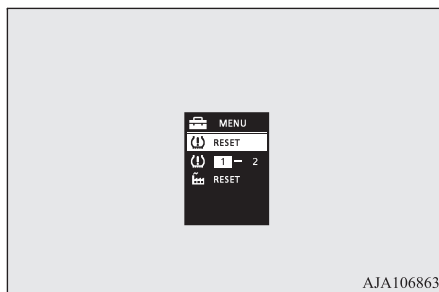 MENU
(!) RESET
(!) 1 – 2
RESET
AJA106863